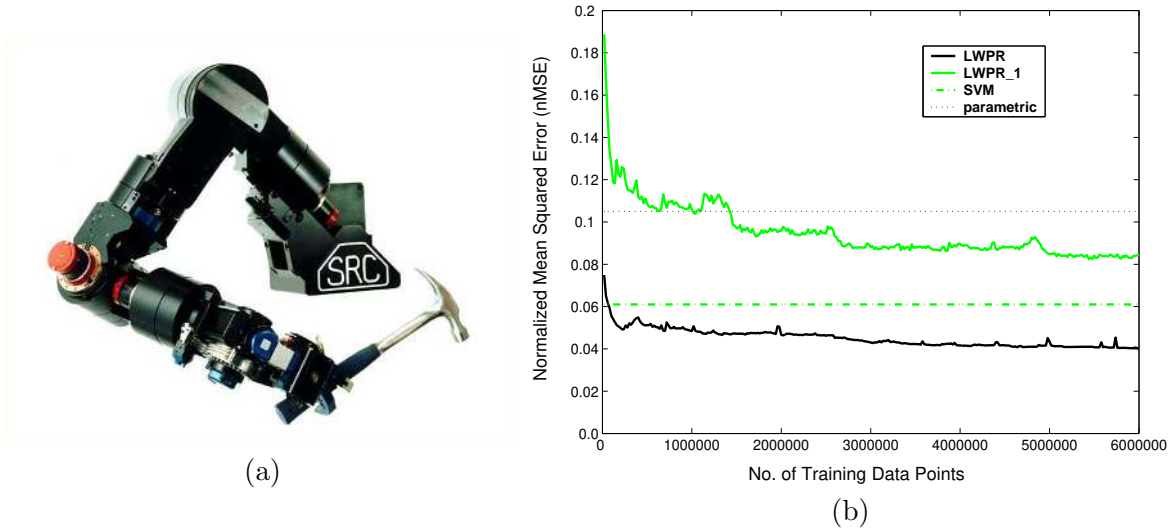 SRC
(a)
Normalized Mean Squared Error (nMSE)
0.2
0.18
0.16
0.14
0.12
0.1
0.08
0.06
0.04
0.02
0.0
LWPR
LWPR_1
SVM
parametric
0 1000000 2000000 3000000 4000000 5000000 6000000
No. of Training Data Points
(b)